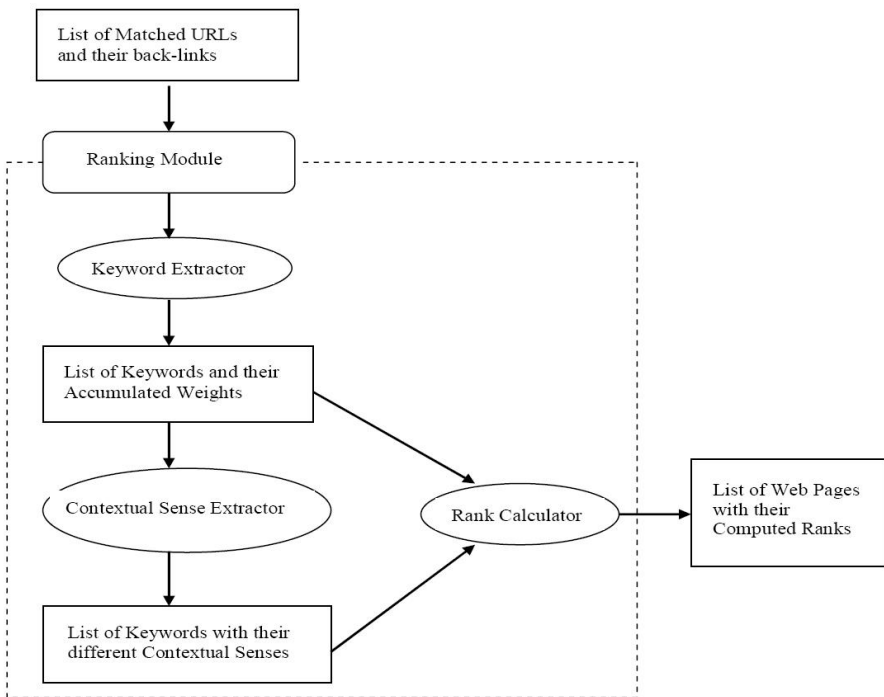 List of Matched URLs
and their back-links
Ranking Module
Keyword Extractor
List of Keywords and their
Accumulated Weights
Contextual Sense Extractor
Rank Calculator
List of Web Pages
with their
Computed Ranks
List of Keywords with their
different Contextual Senses